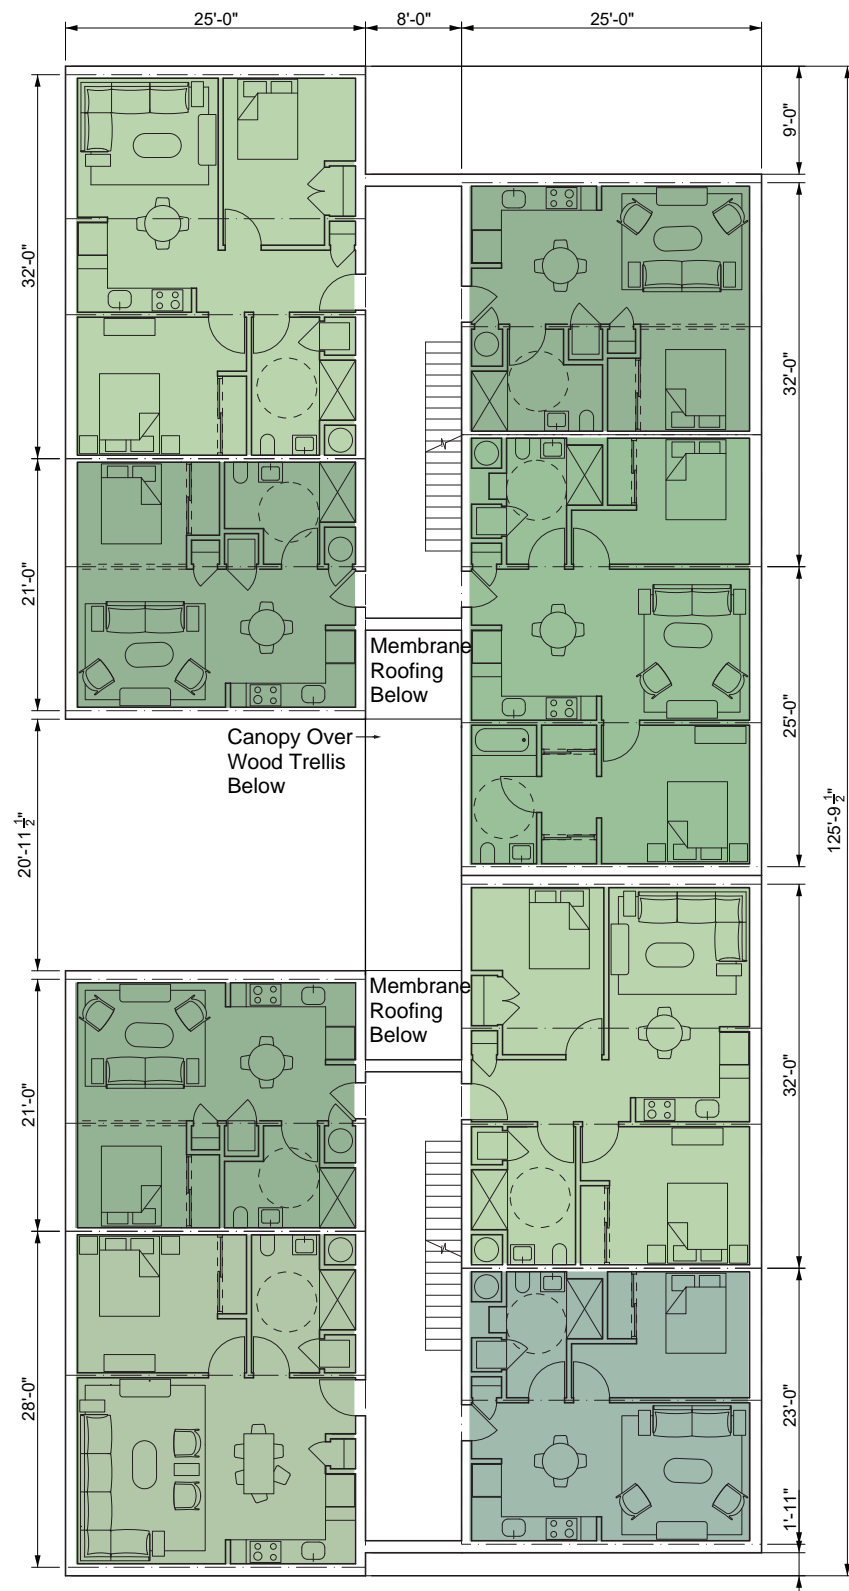 25'-0"
8'-0"
25'-0"
9'-0"
32'-0"
32'-0"
21'-0"
Membrane
Roofing
Below
Canopy Over
Wood Trellis
Below
25'-0"
20'-11 1/2"
125'-9 1/2"
Membrane
Roofing
Below
21'-0"
32'-0"
28'-0"
23'-0"
1'-11"